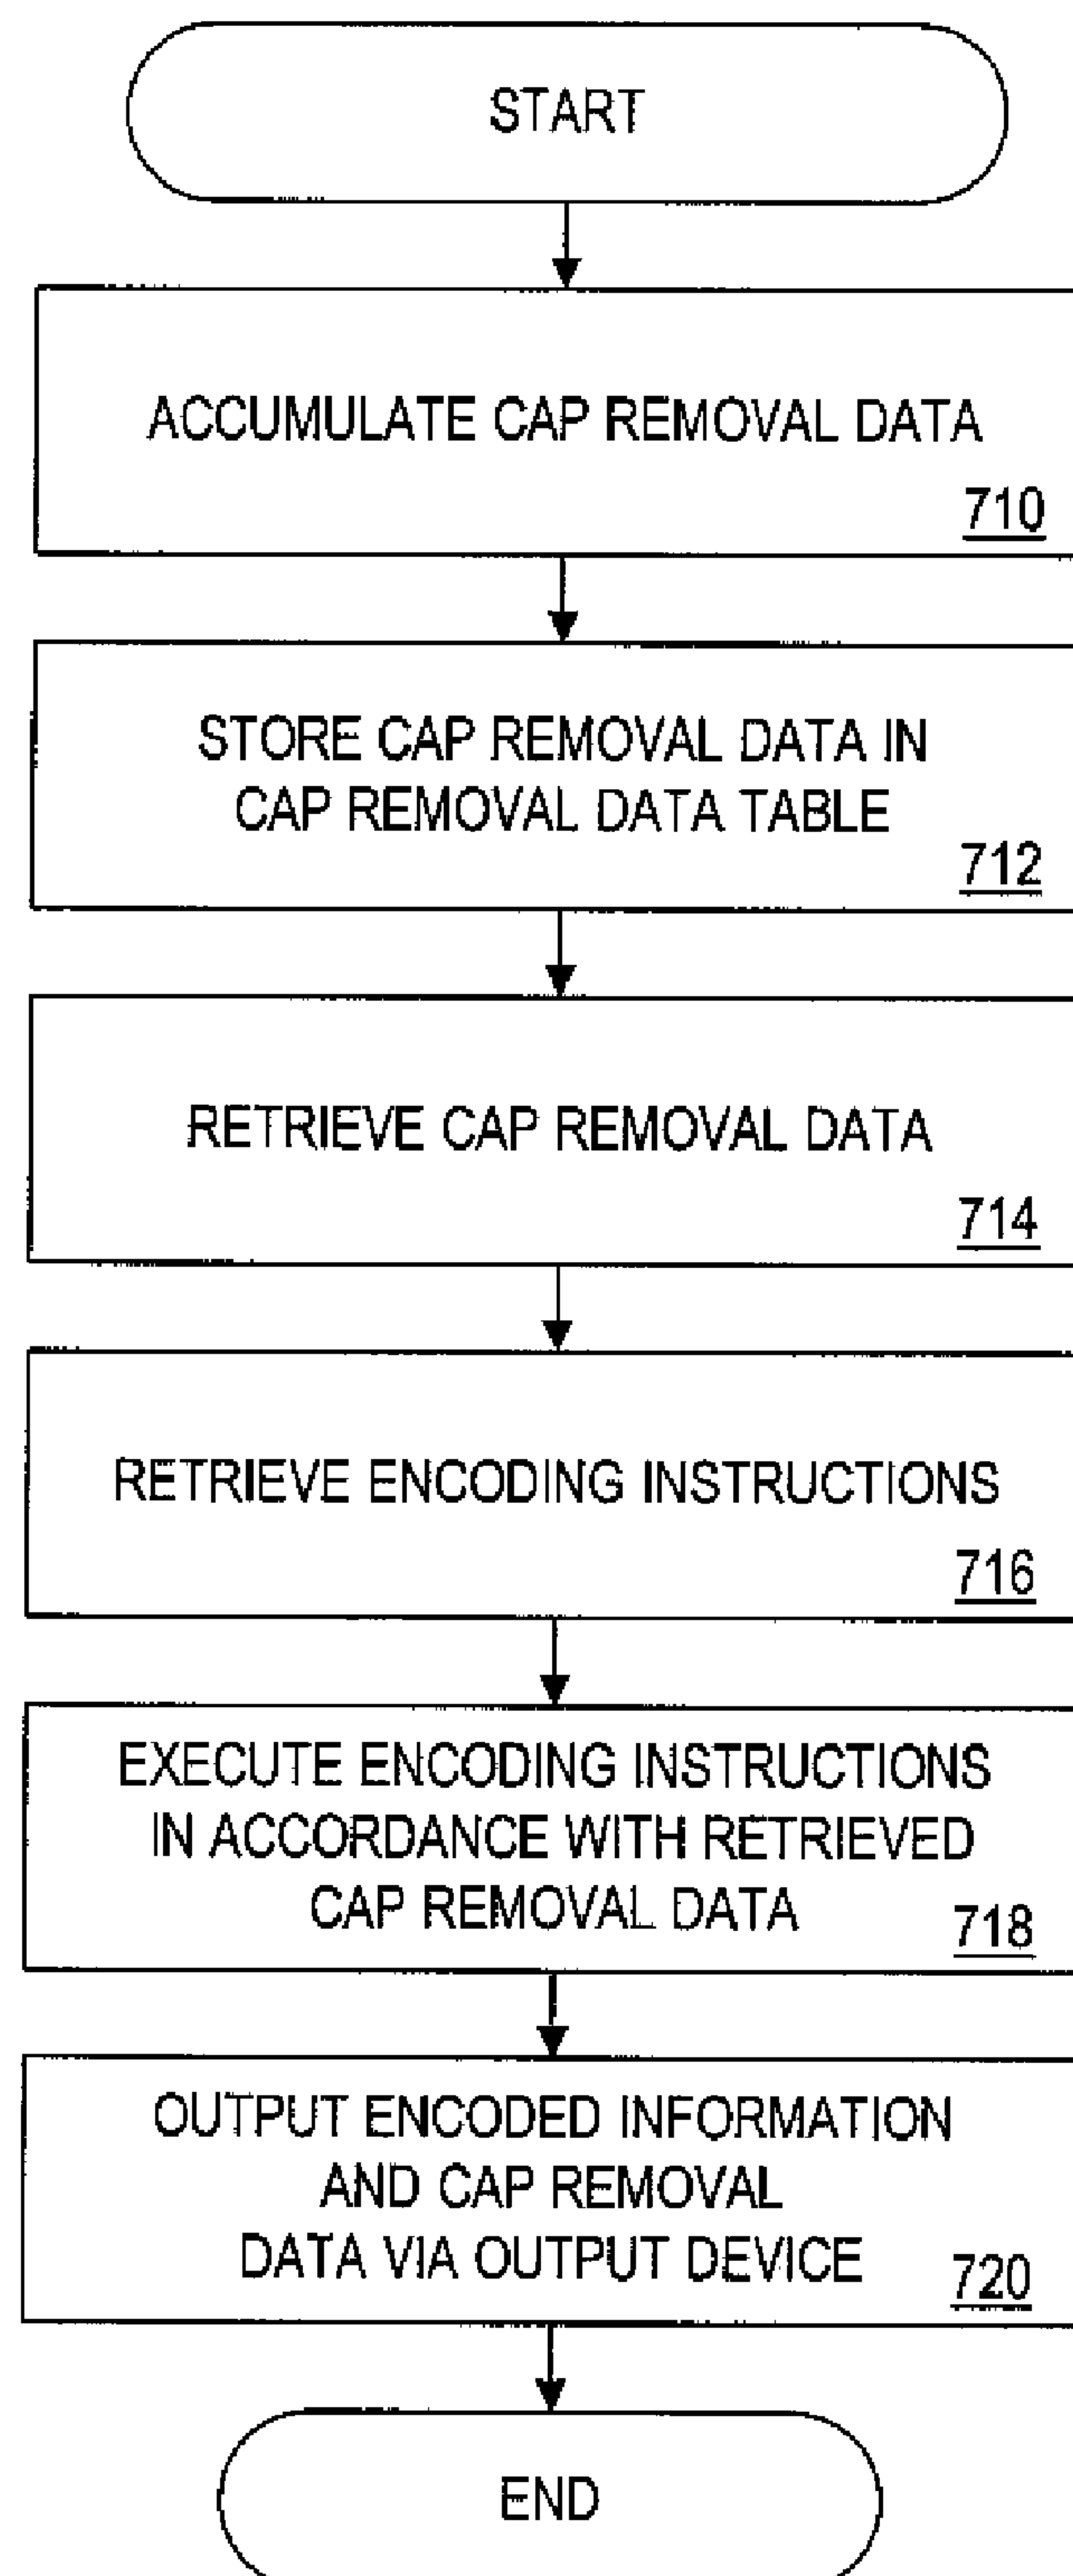 START
ACCUMULATE CAP REMOVAL DATA
710
STORE CAP REMOVAL DATA IN
CAP REMOVAL DATA TABLE
712
RETRIEVE CAP REMOVAL DATA
714
RETRIEVE ENCODING INSTRUCTIONS
716
EXECUTE ENCODING INSTRUCTIONS
IN ACCORDANCE WITH RETRIEVED
CAP REMOVAL DATA
718
OUTPUT ENCODED INFORMATION
AND CAP REMOVAL
DATA VIA OUTPUT DEVICE
720
END